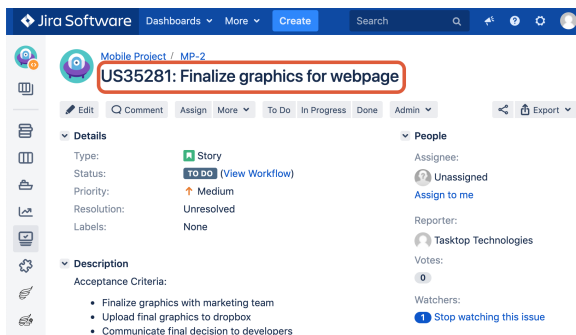 Jira Software Dashboards More Create Search
Mobile Project / MP-2
US35281: Finalize graphics for webpage
Edit Comment Assign More To Do In Progress Done Admin Export
Details
Type: Story
Status: TO DO (View Workflow)
Priority: Medium
Resolution: Unresolved
Labels: None
Description
Acceptance Criteria:
• Finalize graphics with marketing team
• Upload final graphics to dropbox
• Communicate final decision to developers
People
Assignee:
Unassigned
Assign to me
Reporter:
Tasktop Technologies
Votes:
0
Watchers:
1 Stop watching this issue